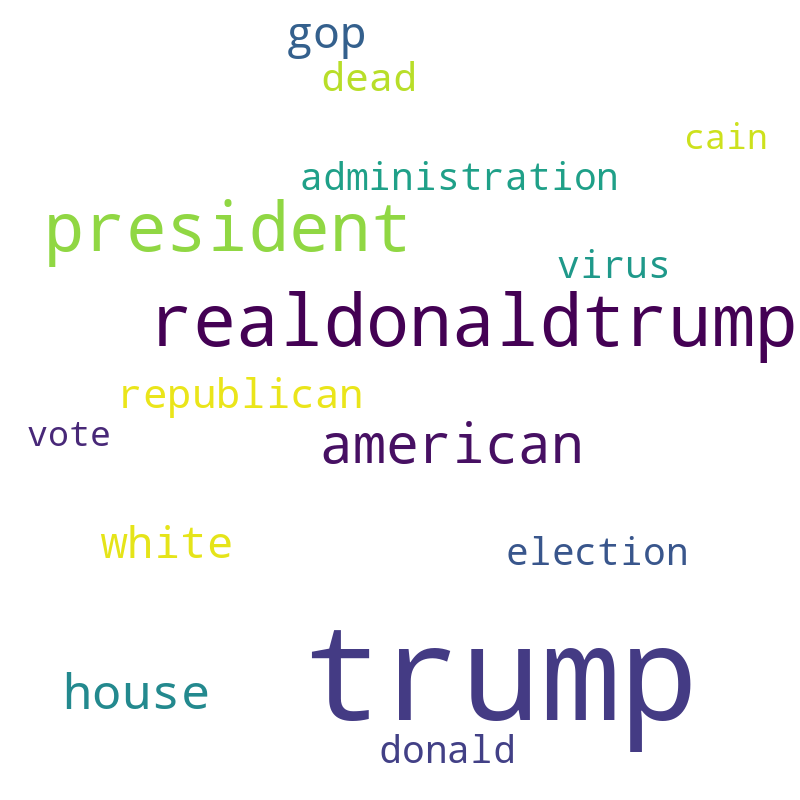 gop
dead
cain
administration
president
virus
realdonaldtrump
republican
vote
american
white
election
trump
house
donald